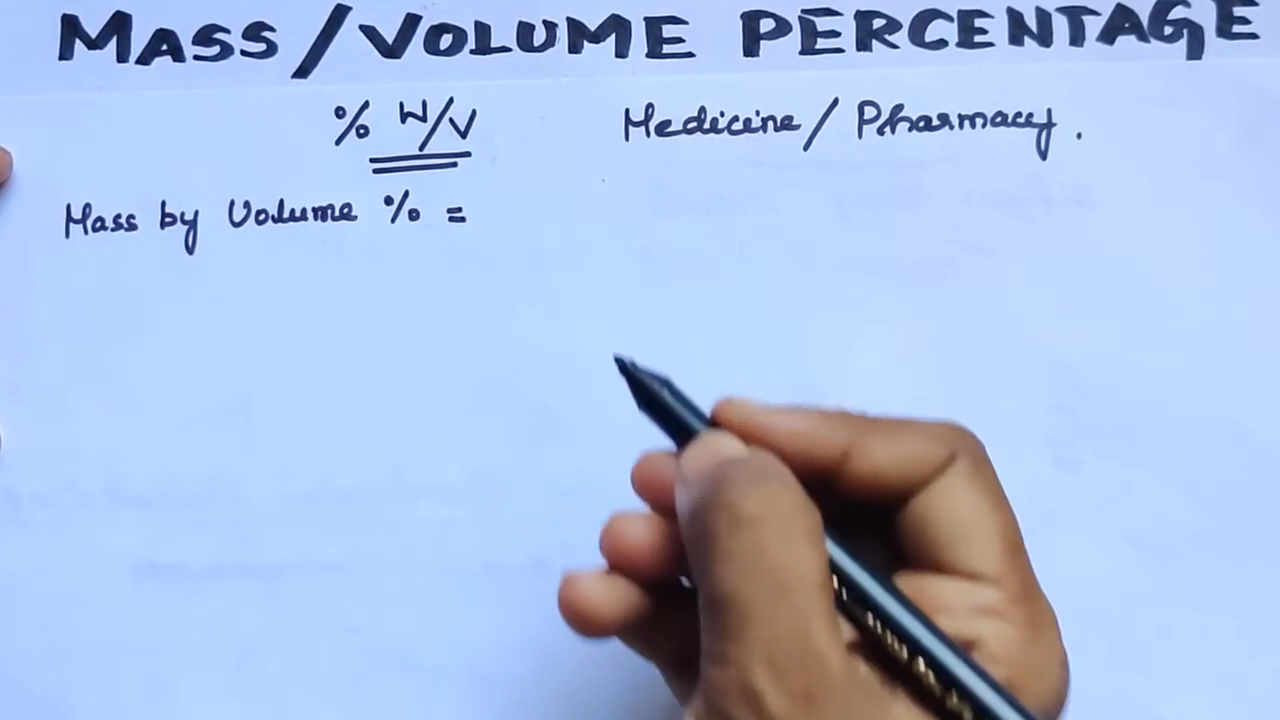 MASS/VOLUME PERCENTAGE
% W/V Medicine/Pharmacy.
Mass by Volume % =